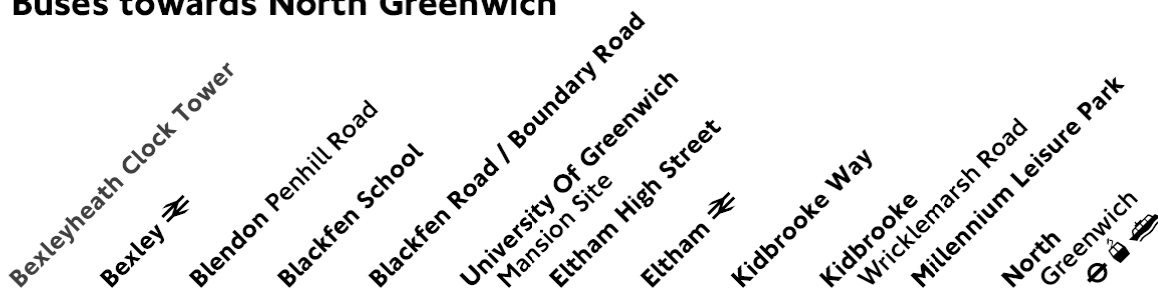 Buses towards North Greenwich
Bexleyheath Clock Tower
Bexley
Blendon Penhill Road
Blackfen School
Blackfen Road / Boundary Road
University Of Greenwich
Mansion Site
Eltham High Street
Eltham
Kidbrooke Way
Kidbrooke
Wricklemarsh Road
Millennium Leisure Park
North
Greenwich